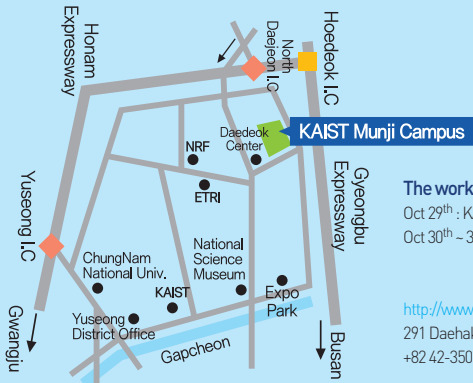 Honam
Expressway
North
Daejeon I.C
Hoedeok I.C
KAIST Munji Campus
Daedeok
Center
NRF
ETRI
Gyeongbu
Expressway
Yuseong I.C
ChungNam
National Univ.
National
Science
Museum
KAIST
Expo
Park
Yuseong
District Office
Gapcheon
Gwangju
Busan
The work
Oct 29th : K
Oct 30th ~ 3
http://www
291 Daehak
+82 42-350